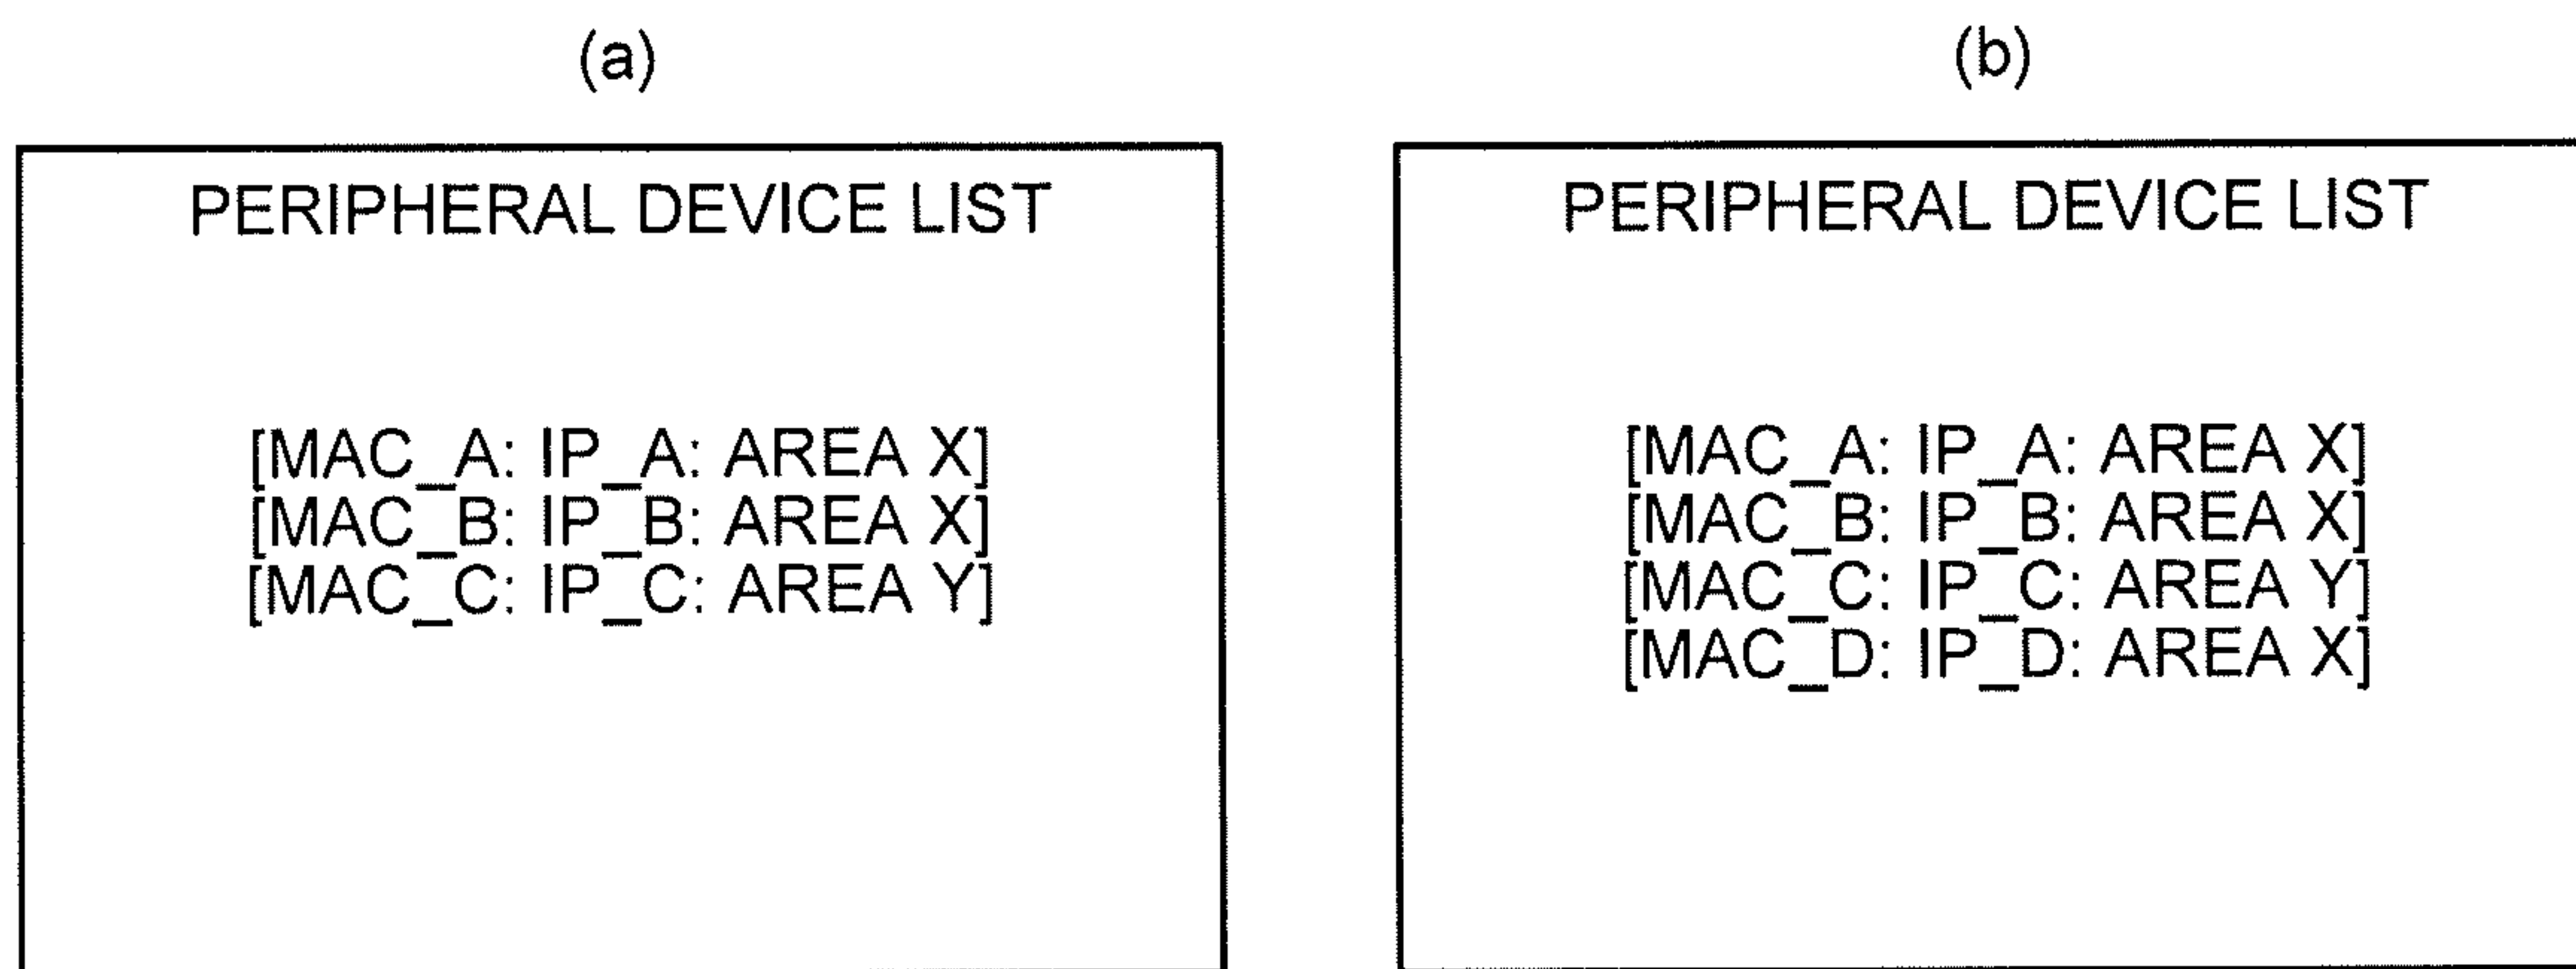 (a)
PERIPHERAL DEVICE LIST
[MAC_A: IP_A: AREA X]
[MAC_B: IP_B: AREA X]
[MAC_C: IP_C: AREA Y]
(b)
PERIPHERAL DEVICE LIST
[MAC_A: IP_A: AREA X]
[MAC_B: IP_B: AREA X]
[MAC_C: IP_C: AREA Y]
[MAC_D: IP_D: AREA X]